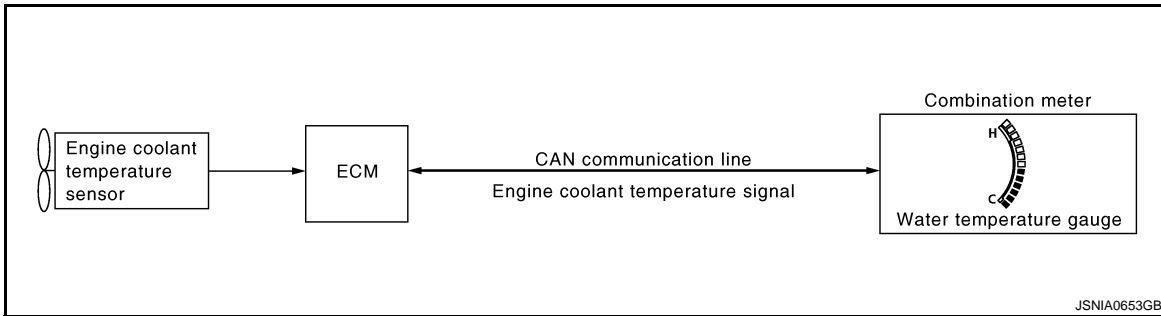 Engine coolant
temperature
sensor
ECM
CAN communication line
Engine coolant temperature signal
Combination meter
H
C
Water temperature gauge
JSNIA0653GB